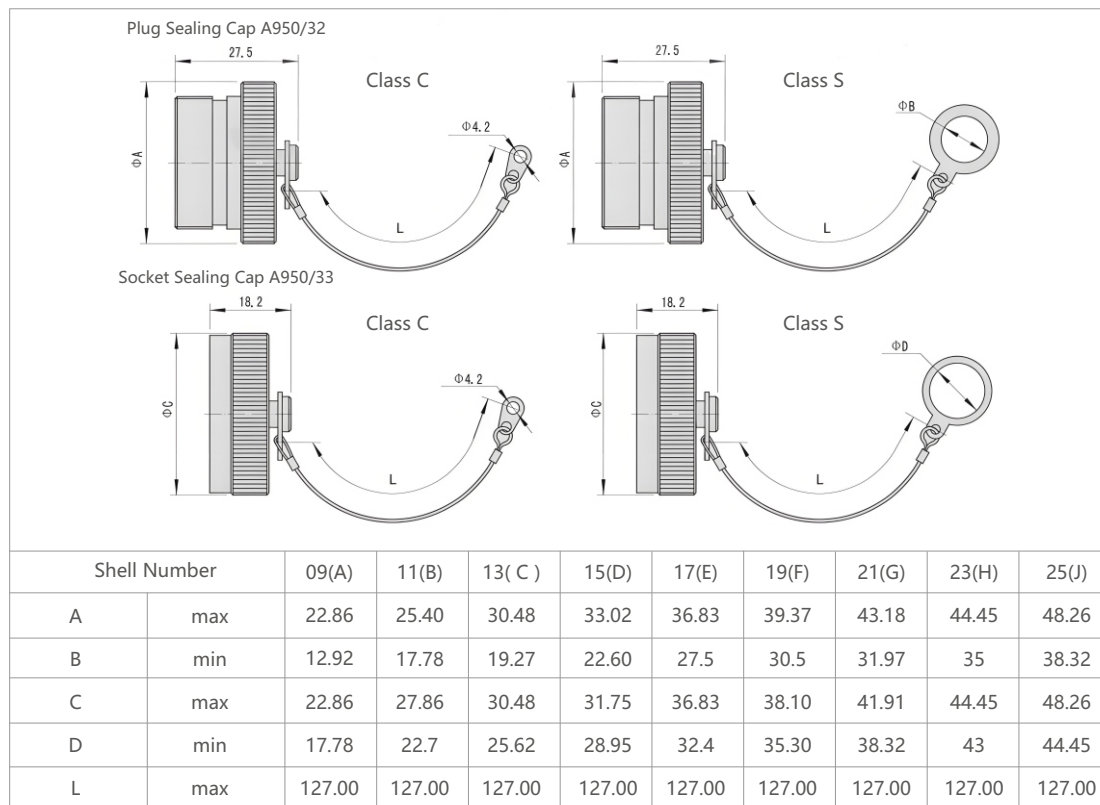 Plug Sealing Cap A950/32
27.5
Class C
ΦA
Φ4.2
L
27.5
Class S
ΦA
ΦB
L
Socket Sealing Cap A950/33
18.2
Class C
ΦC
Φ4.2
L
18.2
Class S
ΦC
ΦD
L
Shell Number 09(A) 11(B) 13( C ) 15(D) 17(E) 19(F) 21(G) 23(H) 25(J)
A max 22.86 25.40 30.48 33.02 36.83 39.37 43.18 44.45 48.26
B min 12.92 17.78 19.27 22.60 27.5 30.5 31.97 35 38.32
C max 22.86 27.86 30.48 31.75 36.83 38.10 41.91 44.45 48.26
D min 17.78 22.7 25.62 28.95 32.4 35.30 38.32 43 44.45
L max 127.00 127.00 127.00 127.00 127.00 127.00 127.00 127.00 127.00